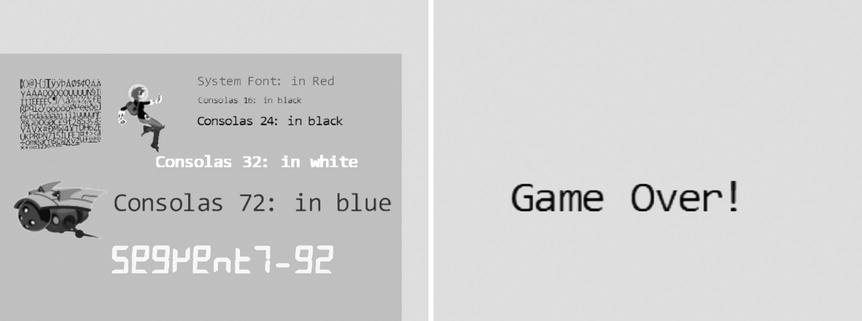 System Font: in Red
Consolas 16: in black
Consolas 24: in black
Consolas 32: in white
Consolas 72: in blue
Segment7-92
Game Over!